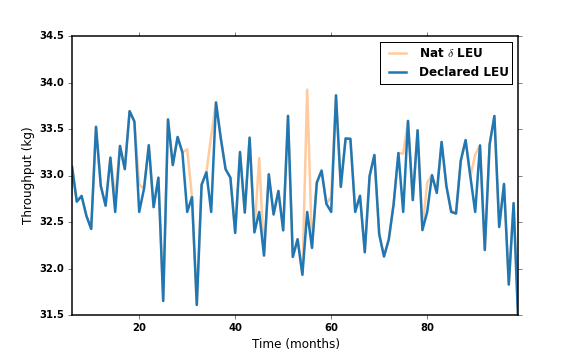 34.5
34.0
33.5
33.0
32.5
32.0
31.5
Throughput (kg)
Nat δ LEU
Declared LEU
20
40
60
80
Time (months)